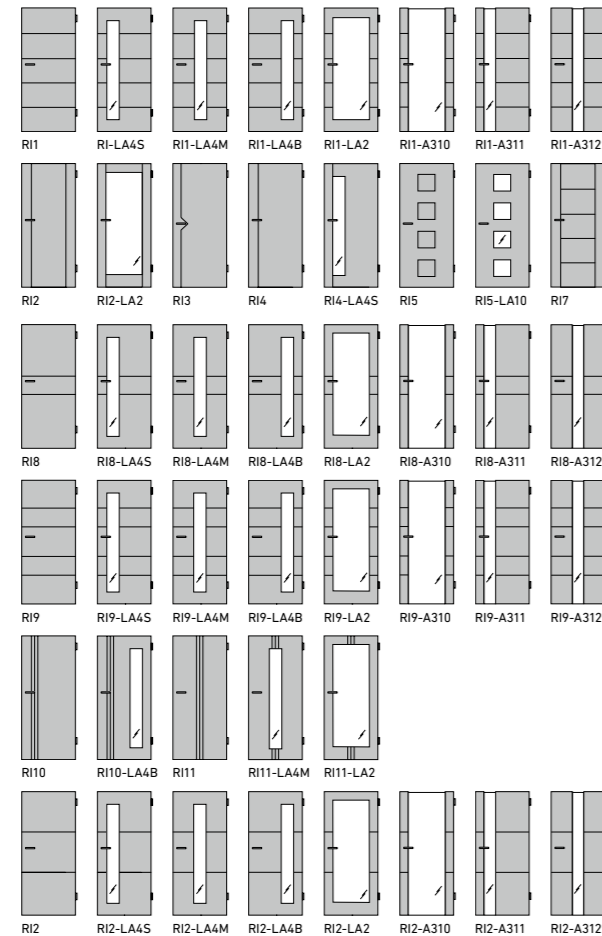 RI1 RI-LA4S RI1-LA4M RI1-LA4B RI1-LA2 RI1-A310 RI1-A311 RI1-A312
RI2 RI2-LA2 RI3 RI4 RI4-LA4S RI5 RI5-LA10 RI7
RI8 RI8-LA4S RI8-LA4M RI8-LA4B RI8-LA2 RI8-A310 RI8-A311 RI8-A312
RI9 RI9-LA4S RI9-LA4M RI9-LA4B RI9-LA2 RI9-A310 RI9-A311 RI9-A312
RI10 RI10-LA4B RI11 RI11-LA4M RI11-LA2
RI2 RI2-LA4S RI2-LA4M RI2-LA4B RI2-LA2 RI2-A310 RI2-A311 RI2-A312